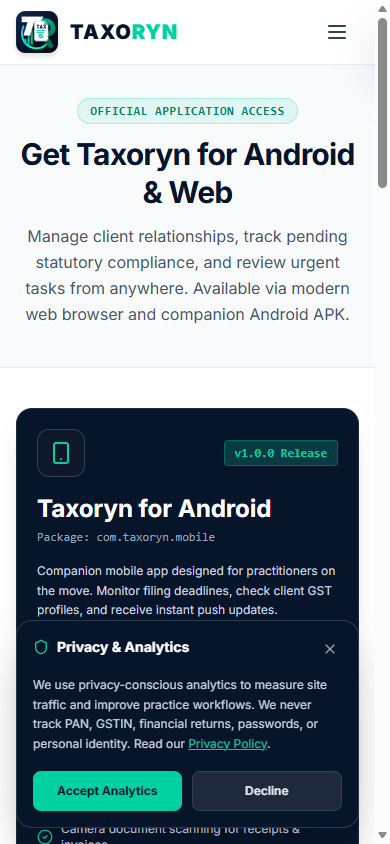 TAXORYN
OFFICIAL APPLICATION ACCESS
Get Taxoryn for Android
& Web
Manage client relationships, track pending
statutory compliance, and review urgent
tasks from anywhere. Available via modern
web browser and companion Android APK.
v1.0.0 Release
Taxoryn for Android
Package: com.taxoryn.mobile
Companion mobile app designed for practitioners on
the move. Monitor filing deadlines, check client GST
profiles, and receive instant push updates.
Privacy & Analytics
We use privacy-conscious analytics to measure site
traffic and improve practice workflows. We never
track PAN, GSTIN, financial returns, passwords, or
personal identity. Read our Privacy Policy.
Accept Analytics
Decline
Camera document scanning for receipts &
invoices